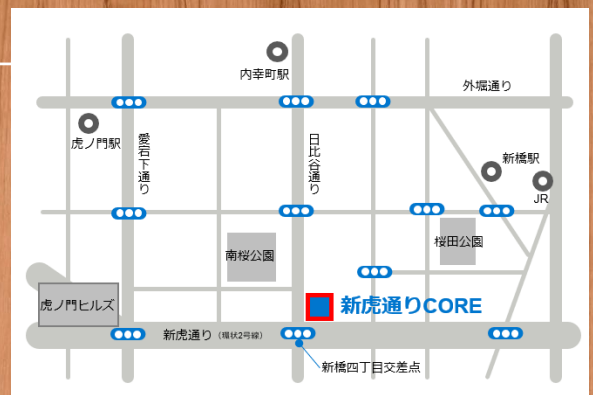 内幸町駅
外堀通り
虎ノ門駅
愛宕下通り
日比谷通り
新橋駅
JR
南桜公園
桜田公園
虎ノ門ヒルズ
新虎通りCORE
新虎通り（環状2号線）
新橋四丁目交差点